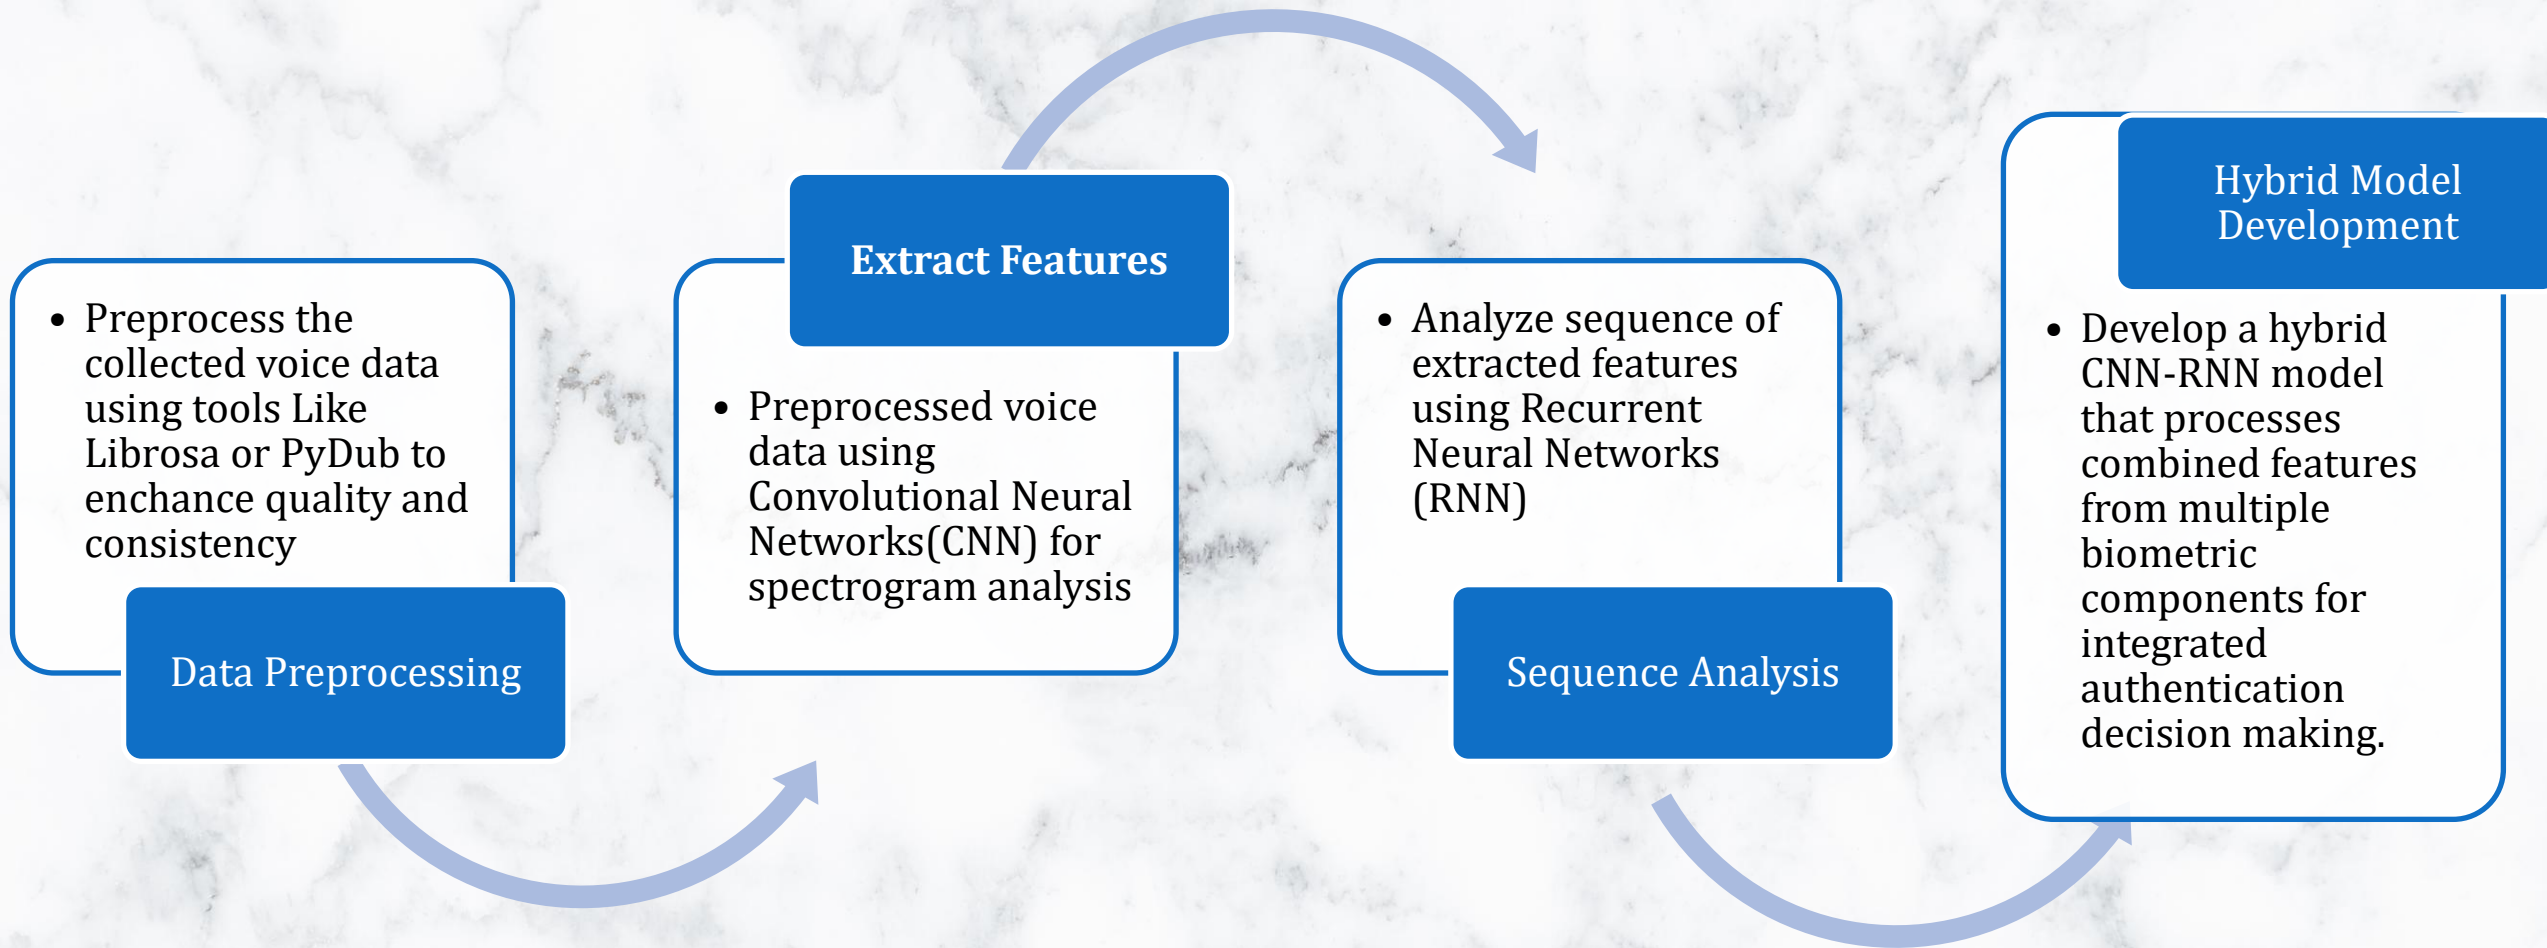 • Preprocess the
collected voice data
using tools Like
Librosa or PyDub to
enchance quality and
consistency
Data Preprocessing
Extract Features
• Preprocessed voice
data using
Convolutional Neural
Networks(CNN) for
spectrogram analysis
• Analyze sequence of
extracted features
using Recurrent
Neural Networks
(RNN)
Sequence Analysis
Hybrid Model
Development
• Develop a hybrid
CNN-RNN model
that processes
combined features
from multiple
biometric
components for
integrated
authentication
decision making.